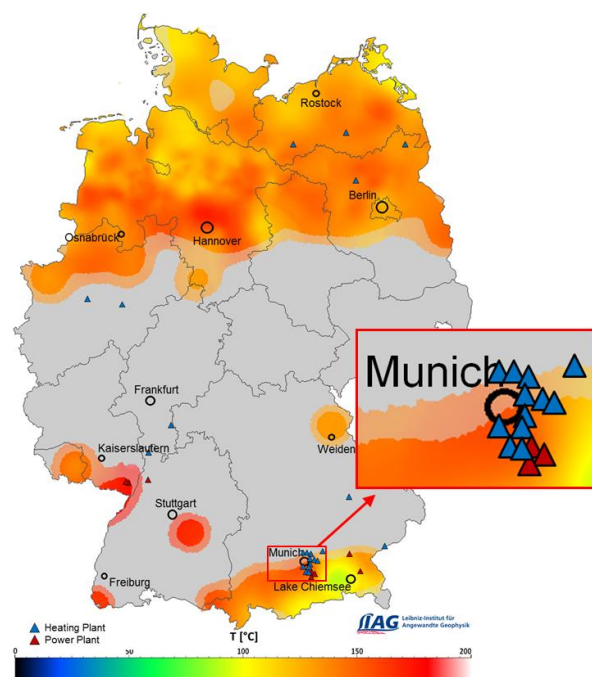 Rostock
Berlin
Osnabrück
Hannover
Frankfurt
Kaiserslautern
Weiden
Stuttgart
Munich
Freiburg
Lake Chiemsee
Munich
Heating Plant
Power Plant
T [°C]
LIAG Leibniz-Institut für
Angewandte Geophysik
0 50 100 150 200